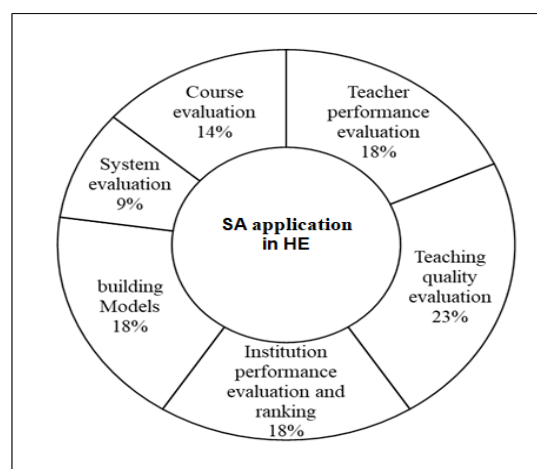 Course
evaluation
14%
Teacher
performance
evaluation
18%
System
evaluation
9%
SA application
in HE
Teaching
quality
evaluation
23%
building
Models
18%
Institution
performance
evaluation and
ranking
18%